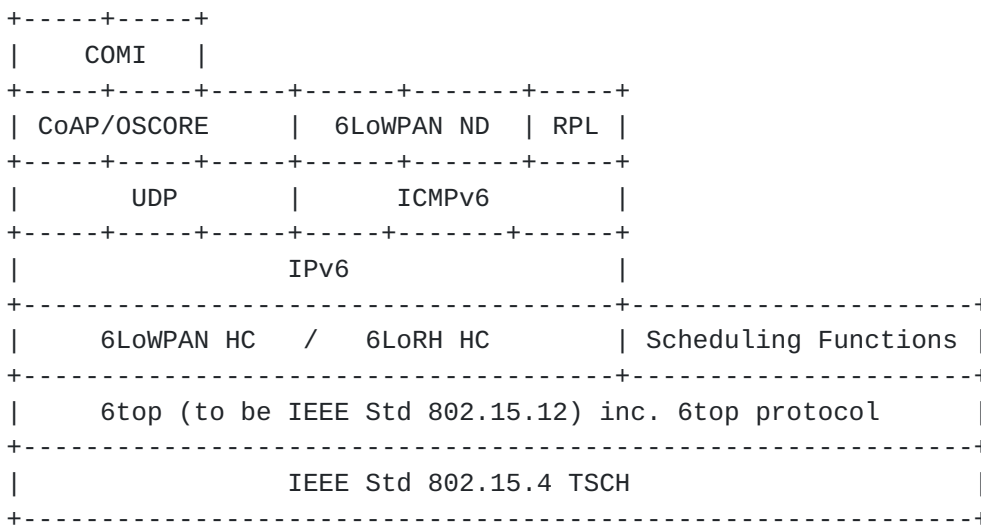 +-----+-----+
|    COMI   |
+-----+-----+-----+------+-------+-----+
| CoAP/OSCORE     |  6LoWPAN ND  | RPL |
+-----+-----+-----+------+-------+-----+
|       UDP       |      ICMPv6        |
+-----+-----+-----+-----+-------+------+
|                 IPv6                 |
+--------------------------------------+----------------------+
|     6LoWPAN HC   /   6LoRH HC        | Scheduling Functions |
+--------------------------------------+----------------------+
|     6top (to be IEEE Std 802.15.12) inc. 6top protocol      |
+-------------------------------------------------------------+
|                 IEEE Std 802.15.4 TSCH                      |
+-------------------------------------------------------------+